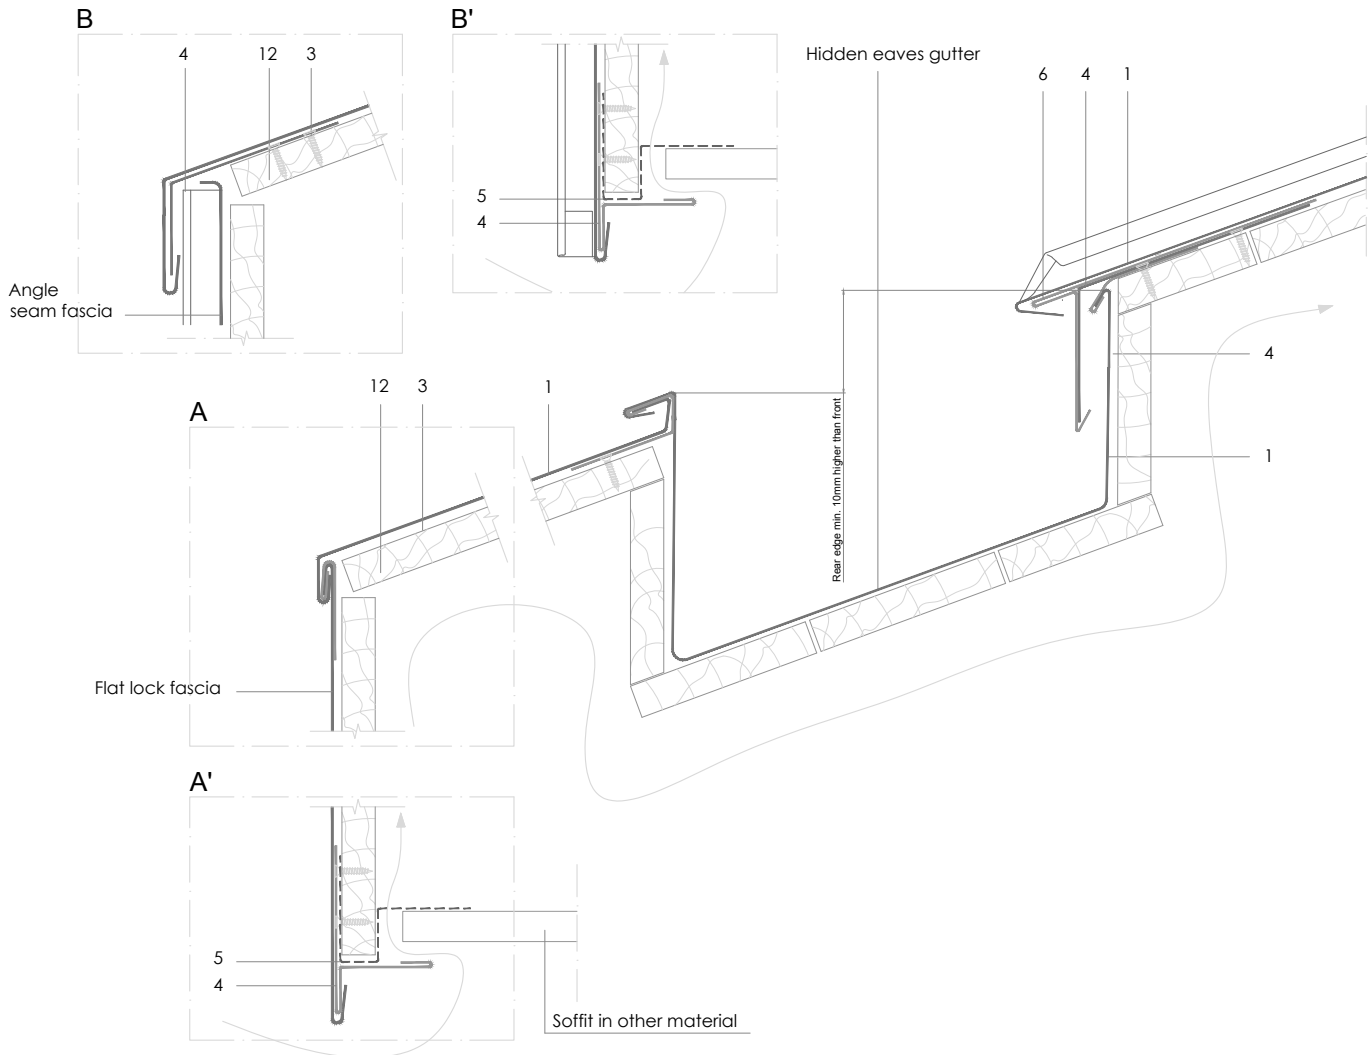 B
4 12 3
Angle
seam fascia
B'
5
4
Hidden eaves gutter
6 4 1
4
1
Rear edge min. 10mm higher than front
A
12 3 1
Flat lock fascia
A'
5
4
Soffit in other material